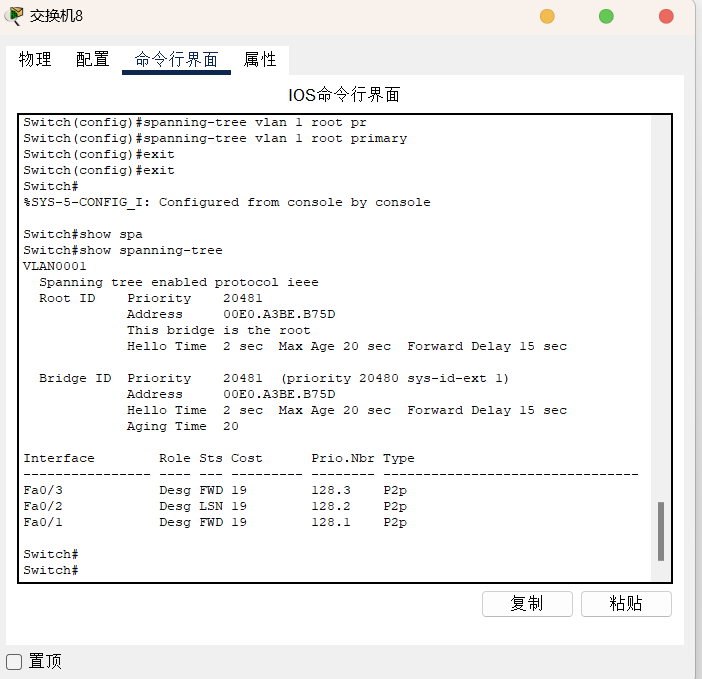 交换机8
物理 配置 命令行界面 属性
IOS命令行界面
Switch(config)#spanning-tree vlan 1 root pr
Switch(config)#spanning-tree vlan 1 root primary
Switch(config)#exit
Switch(config)#exit
Switch#
%SYS-5-CONFIG_I: Configured from console by console
Switch#show spa
Switch#show spanning-tree
VLAN0001
Spanning tree enabled protocol ieee
Root ID Priority 20481
Address 00E0.A3BE.B75D
This bridge is the root
Hello Time 2 sec Max Age 20 sec Forward Delay 15 sec
Bridge ID Priority 20481 (priority 20480 sys-id-ext 1)
Address 00E0.A3BE.B75D
Hello Time 2 sec Max Age 20 sec Forward Delay 15 sec
Aging Time 20
Interface Role Sts Cost Prio.Nbr Type
---------------- ---- --- --------- -------- --------------------------------
Fa0/3 Desg FWD 19 128.3 P2p
Fa0/2 Desg LSN 19 128.2 P2p
Fa0/1 Desg FWD 19 128.1 P2p
Switch#
Switch#
复制 粘贴
置顶